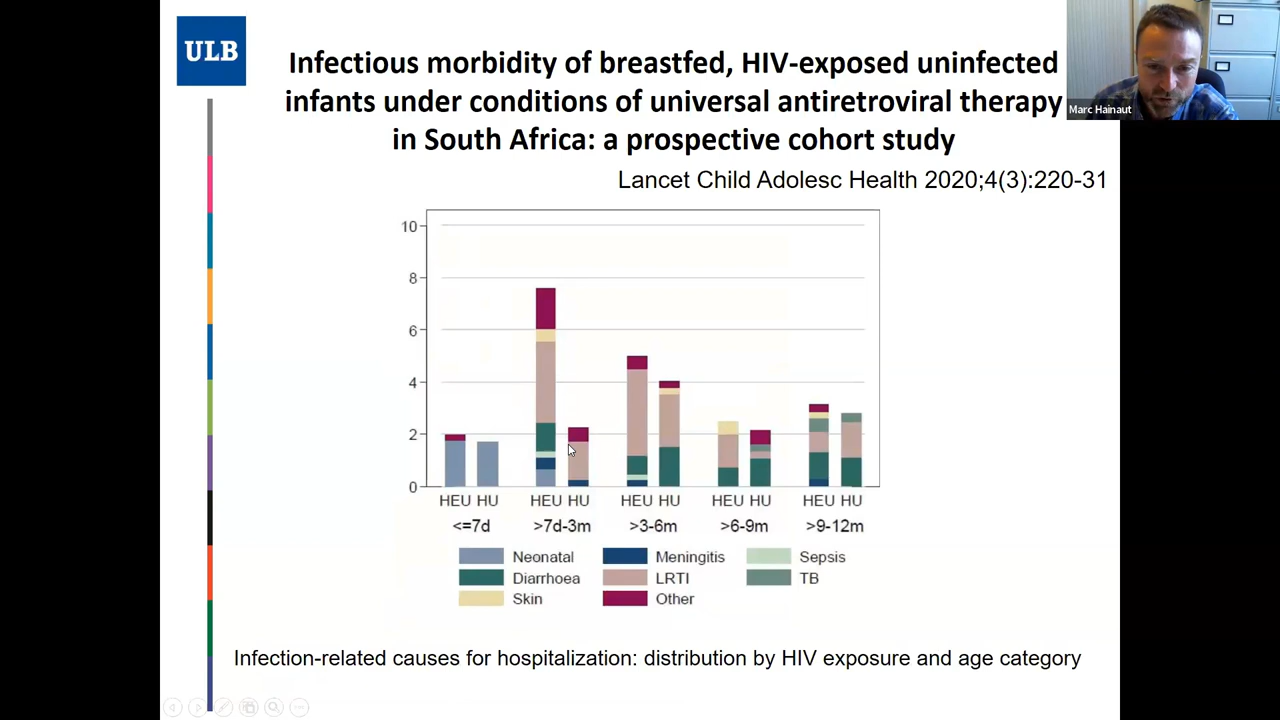 ULB
Infectious morbidity of breastfed, HIV-exposed uninfected
infants under conditions of universal antiretroviral therapy
in South Africa: a prospective cohort study
Marc Hainaut
Lancet Child Adolesc Health 2020;4(3):220-31
10
8
6
4
2
0
HEU HU HEU HU HEU HU HEU HU HEU HU
<=7d >7d-3m >3-6m >6-9m >9-12m
Neonatal Meningitis Sepsis
Diarrhoea LRTI TB
Skin Other
Infection-related causes for hospitalization: distribution by HIV exposure and age category